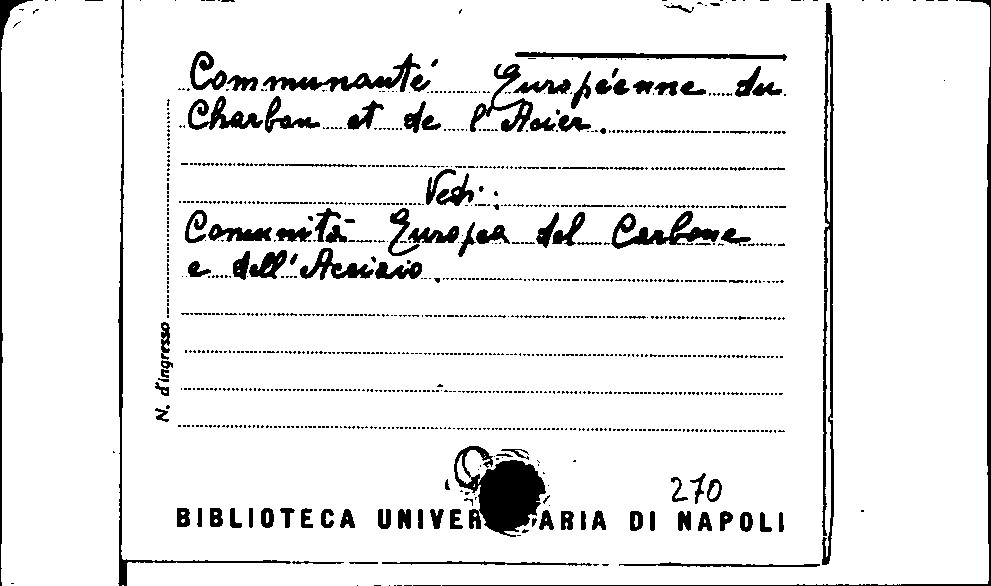 Communauté Européenne du
Charbon et de l'Acier.
Vedi:
Comunità Europea del Carbone
e dell'Acciaio.
N. d'ingresso
270
BIBLIOTECA UNIVER ARIA DI NAPOLI